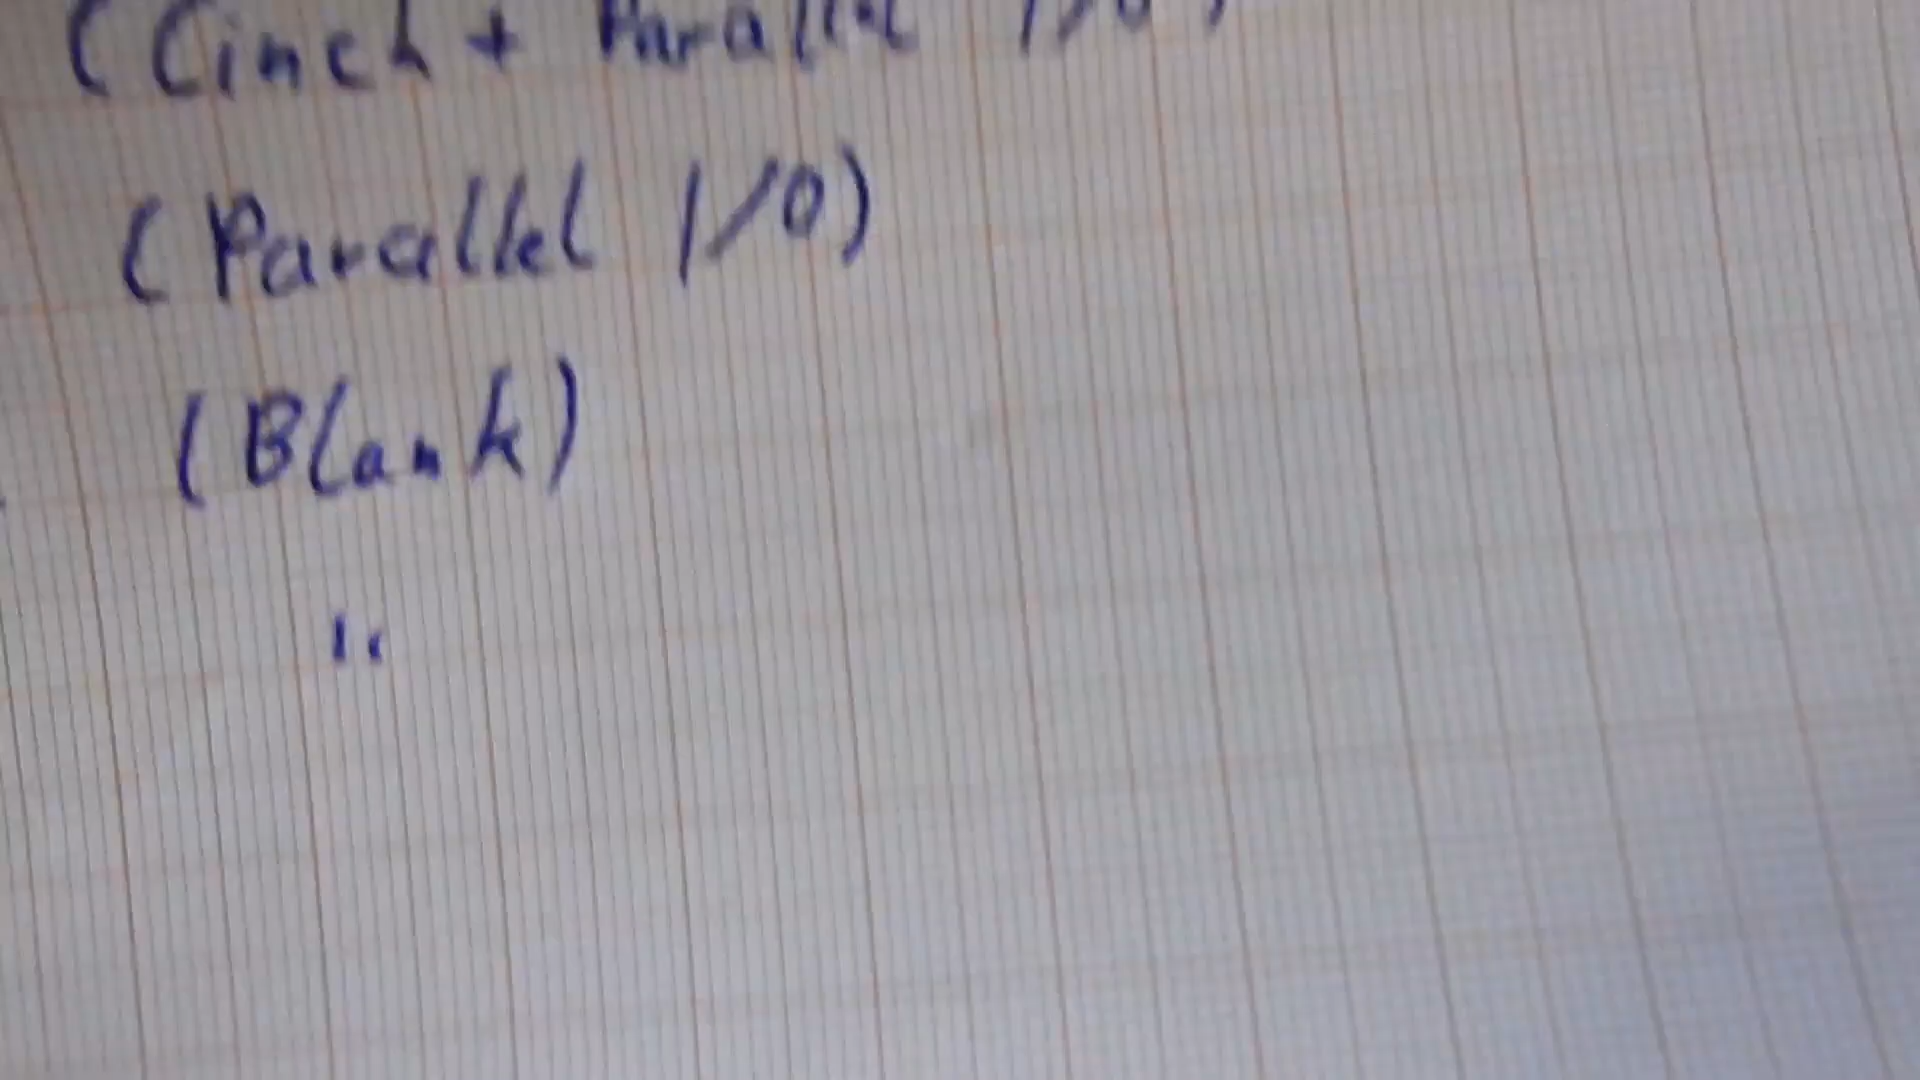 (Cinch + Parallel I/O)
(Parallel I/O)
(Blank)
"